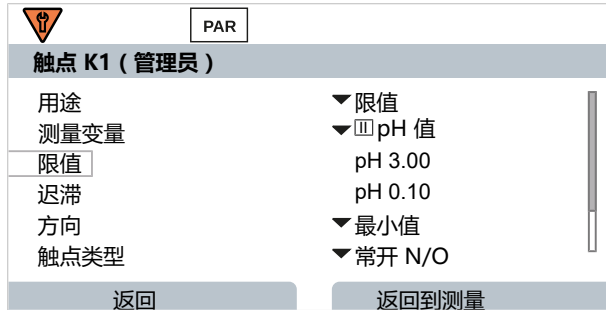 PAR
触点 K1 ( 管理员 )
用途 限值
测量变量 II pH 值
限值 pH 3.00
迟滞 pH 0.10
方向 最小值
触点类型 常开 N/O
返回 返回到测量